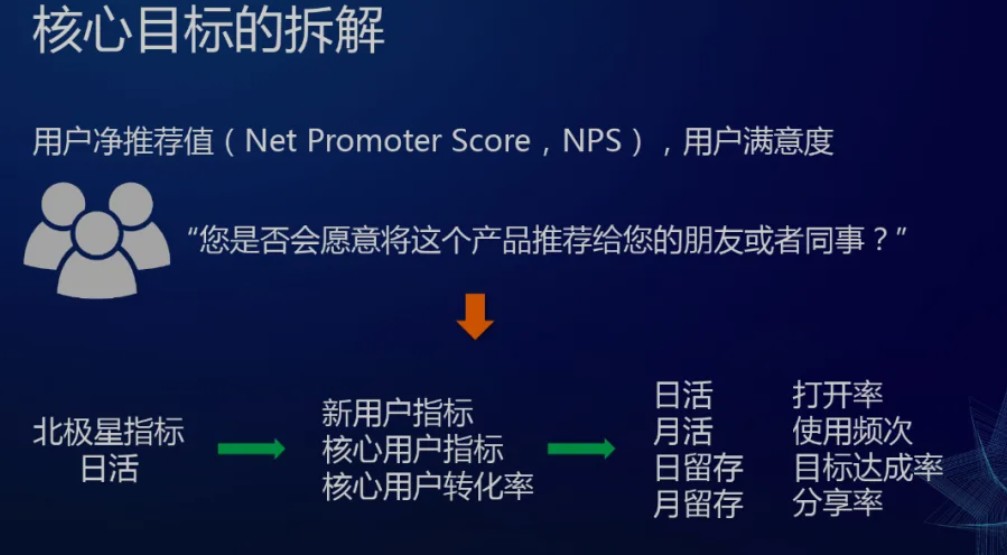 核心目标的拆解
用户净推荐值（Net Promoter Score，NPS），用户满意度
“您是否会愿意将这个产品推荐给您的朋友或者同事？”
北极星指标
日活
新用户指标
核心用户指标
核心用户转化率
日活 打开率
月活 使用频次
日留存 目标达成率
月留存 分享率